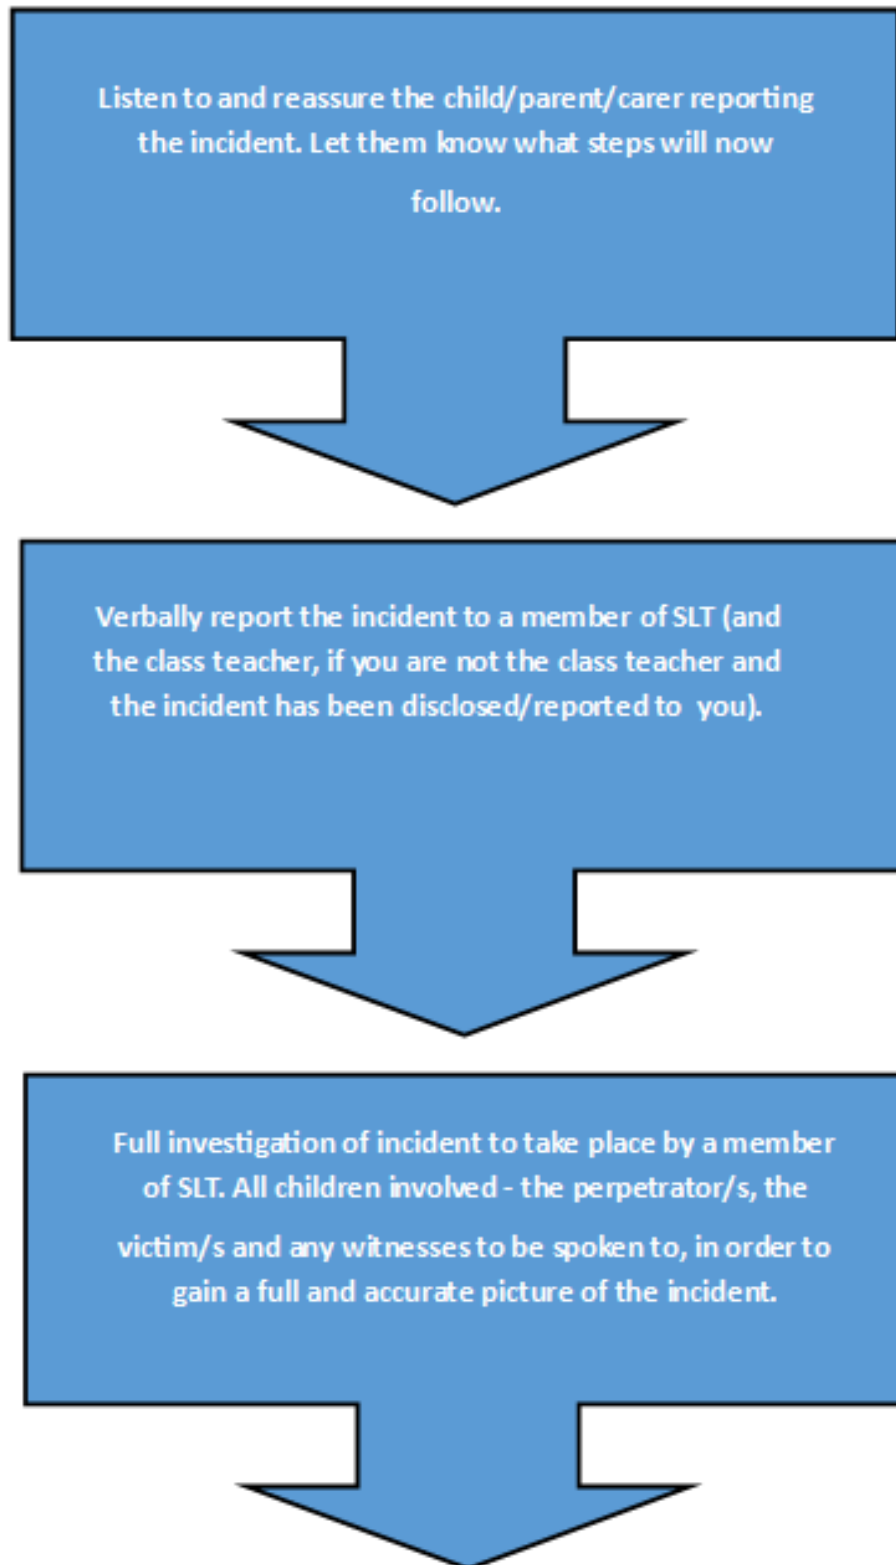 Listen to and reassure the child/parent/carer reporting
the incident. Let them know what steps will now
follow.
Verbally report the incident to a member of SLT (and
the class teacher, if you are not the class teacher and
the incident has been disclosed/reported to you).
Full investigation of incident to take place by a member
of SLT. All children involved - the perpetrator/s, the
victim/s and any witnesses to be spoken to, in order to
gain a full and accurate picture of the incident.